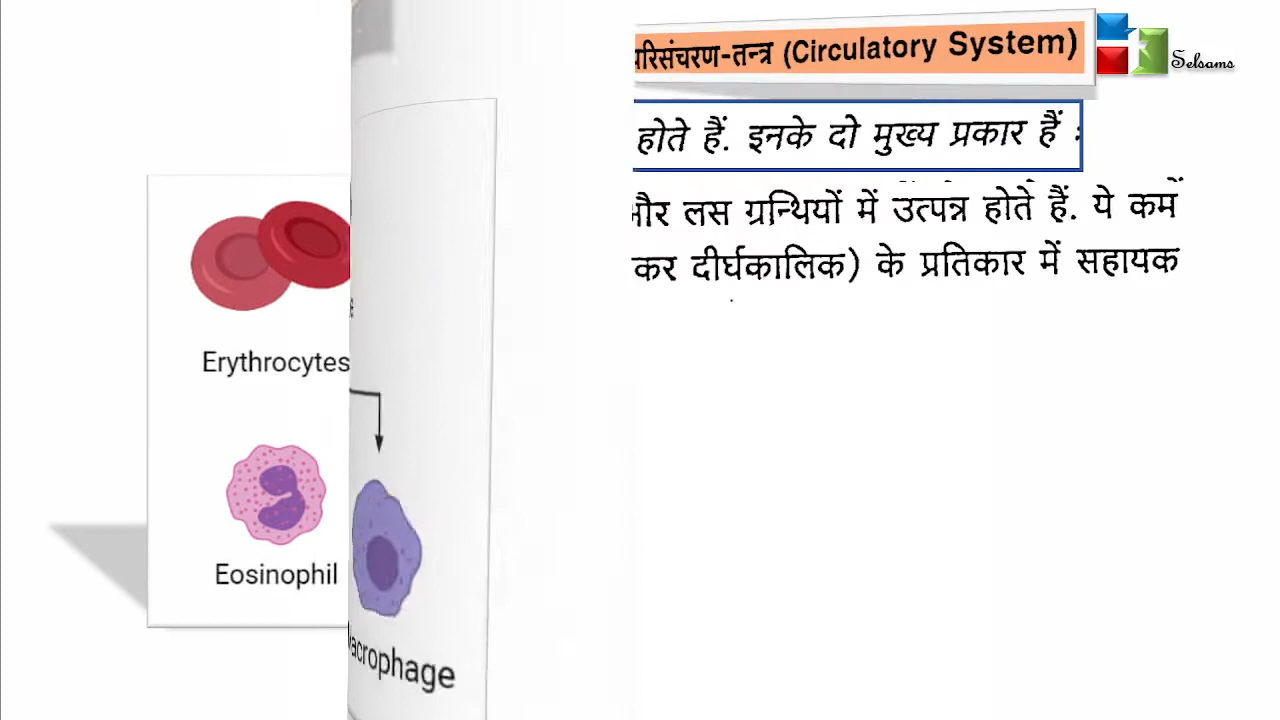 परिसंचरण-तन्त्र (Circulatory System)
Selsams
होते हैं. इनके दो मुख्य प्रकार हैं :
और लस ग्रन्थियों में उत्पन्न होते हैं. ये कमें
कर दीर्घकालिक) के प्रतिकार में सहायक
Erythrocytes
Eosinophil
acrophage